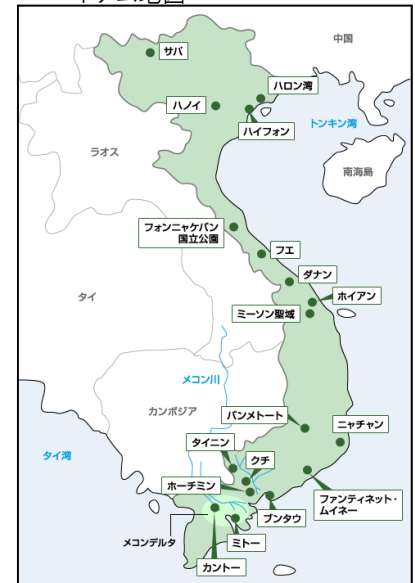 サパ
中国
ハロン湾
ハノイ
ハイフォン
トンキン湾
ラオス
南海島
フォンニャケバン
国立公園
フエ
ダナン
ホイアン
タイ
ミーソン聖域
メコン川
カンボジア
バンメトート
ニャチャン
タイニン
クチ
タイ湾
ホーチミン
ファンティネット・
ムイネー
ブンタウ
メコンデルタ
ミトー
カントー